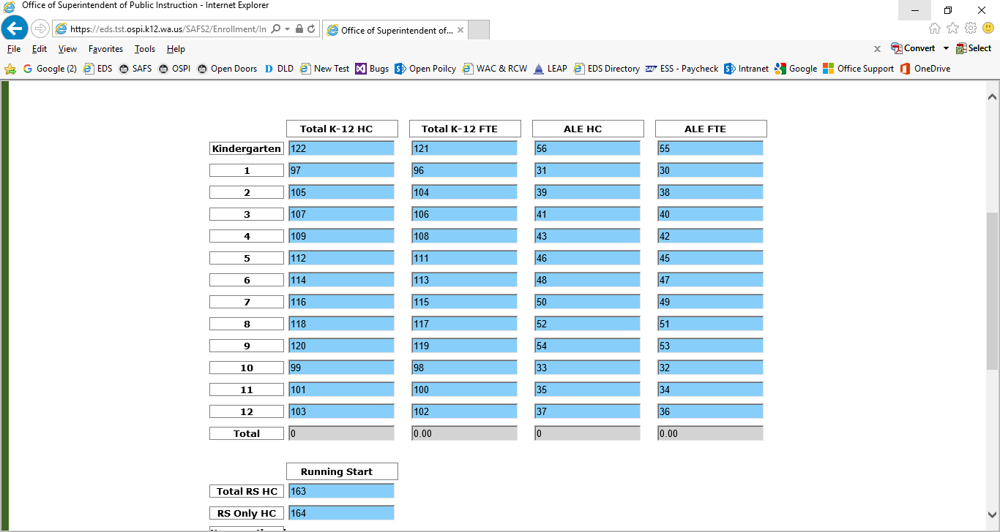 Office of Superintendent of Public Instruction - Internet Explorer
https://eds.tst.ospi.k12.wa.us/SAFS2/Enrollment/In
Office of Superintendent of...
File Edit View Favorites Tools Help
x Convert Select
Google (2) EDS SAFS OSPI Open Doors DLD New Test Bugs Open Poilcy WAC & RCW LEAP EDS Directory ESS - Paycheck Intranet Google Office Support OneDrive
Total K-12 HC Total K-12 FTE ALE HC ALE FTE
Kindergarten 122 121 56 55
1 97 96 31 30
2 105 104 39 38
3 107 106 41 40
4 109 108 43 42
5 112 111 46 45
6 114 113 48 47
7 116 115 50 49
8 118 117 52 51
9 120 119 54 53
10 99 98 33 32
11 101 100 35 34
12 103 102 37 36
Total 0 0.00 0 0.00
Running Start
Total RS HC 163
RS Only HC 164